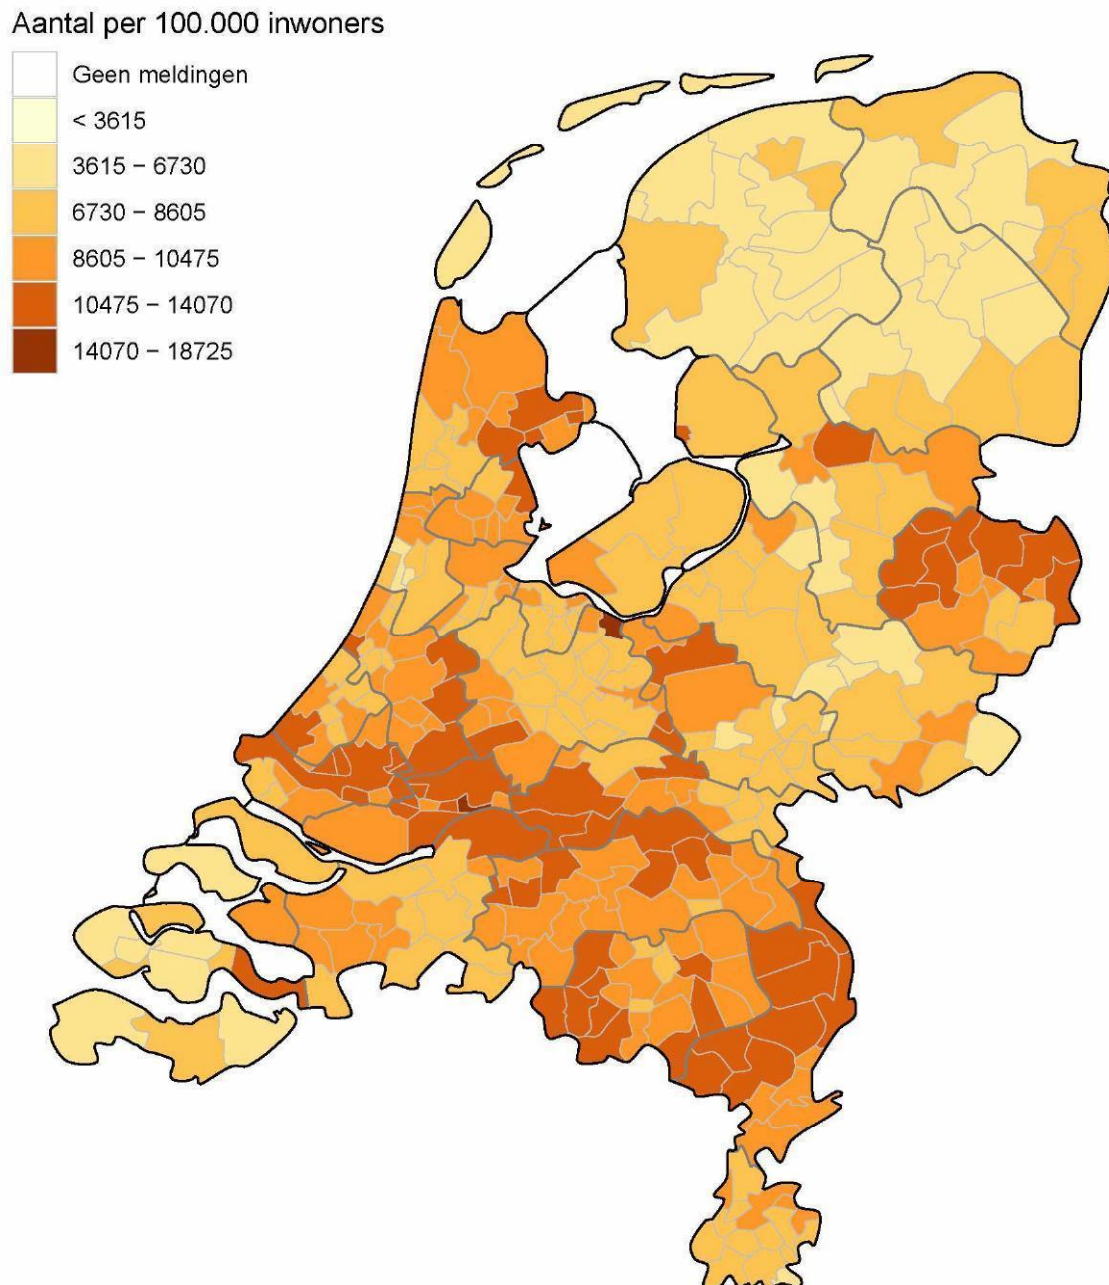 Aantal per 100.000 inwoners
Geen meldingen
< 3615
3615 − 6730
6730 − 8605
8605 − 10475
10475 − 14070
14070 − 18725